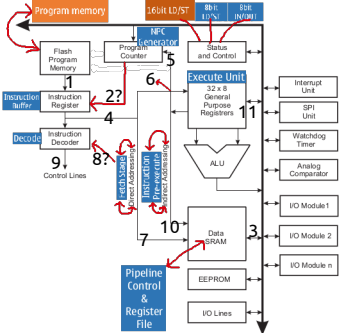 Program memory
16bit LD/ST
8bit
LD/ST
8bit
IN/OUT
NPC
Generator
Flash
Program
Memory
Program
Counter
5
Status
and Control
1
2?
6
Execute Unit
Instruction
Buffer
Instruction
Register
4
32 x 8
General
Purpose
Registrers
11
Interrupt
Unit
SPI
Unit
Decode
Instruction
Decoder
Watchdog
Timer
9
8?
Control Lines
Fetch Stage
Direct Addressing
Instruction
Pre-execute
Indirect Addressing
ALU
Analog
Comparator
I/O Module1
10
7
Data
SRAM
3
I/O Module 2
I/O Module n
Pipeline
Control
&
Register
File
EEPROM
I/O Lines